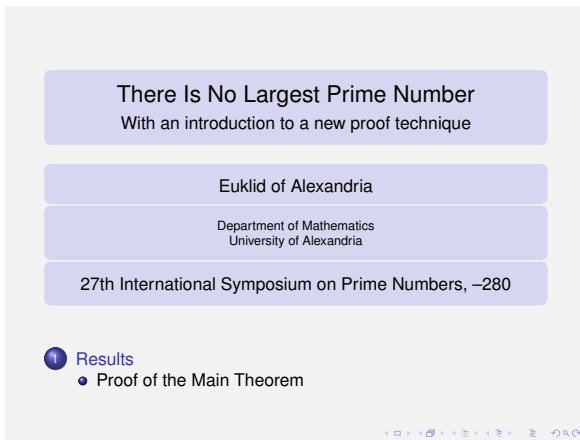 There Is No Largest Prime Number
With an introduction to a new proof technique
Euklid of Alexandria
Department of Mathematics
University of Alexandria
27th International Symposium on Prime Numbers, –280
1 Results
Proof of the Main Theorem